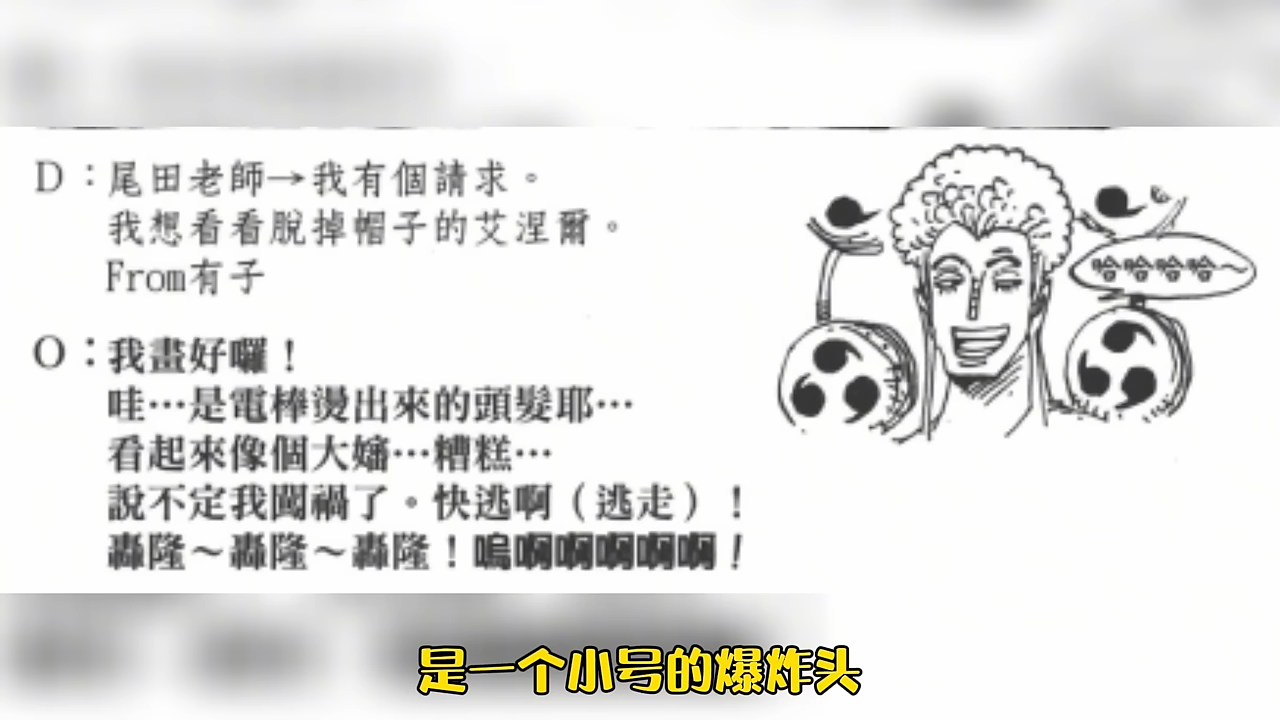 D：尾田老師→我有個請求。
我想看看脫掉帽子的艾涅爾。
From有子
O：我畫好囉！
哇…是電棒燙出來的頭髮耶…
看起來像個大嬸…糟糕…
說不定我闖禍了。快逃啊（逃走）！
轟隆～轟隆～轟隆！嗚啊啊啊啊啊！
哈哈哈哈
是一个小号的爆炸头